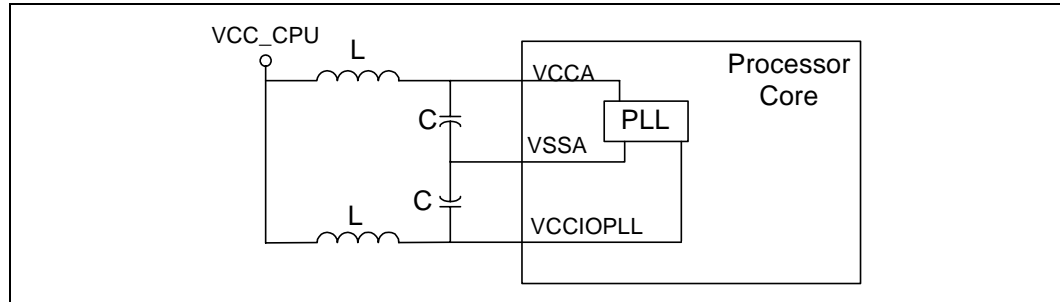 VCC_CPU
L
VCCA
Processor
Core
C
PLL
VSSA
C
L
VCCIOPLL